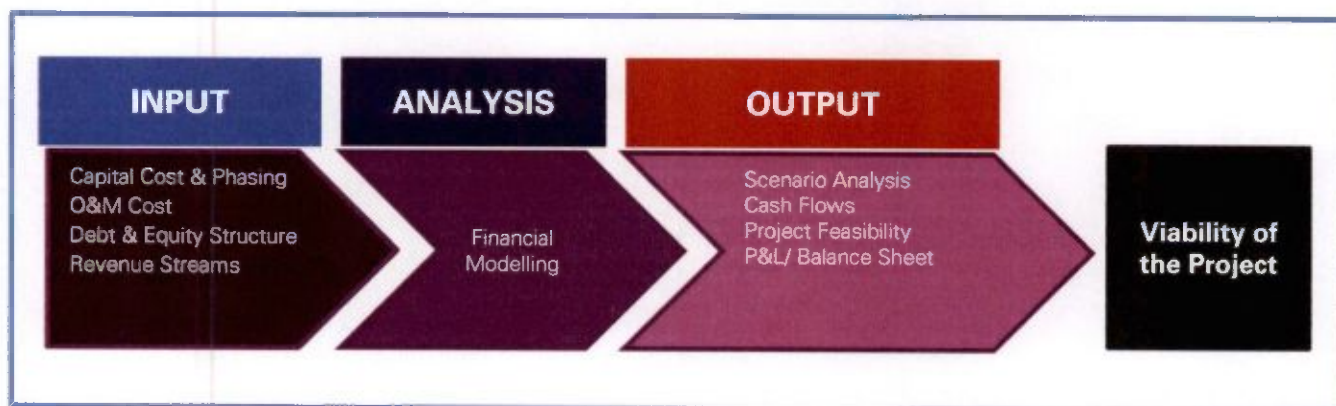 INPUT
Capital Cost & Phasing
O&M Cost
Debt & Equity Structure
Revenue Streams
ANALYSIS
Financial
Modelling
OUTPUT
Scenario Analysis
Cash Flows
Project Feasibility
P&L/ Balance Sheet
Viability of
the Project